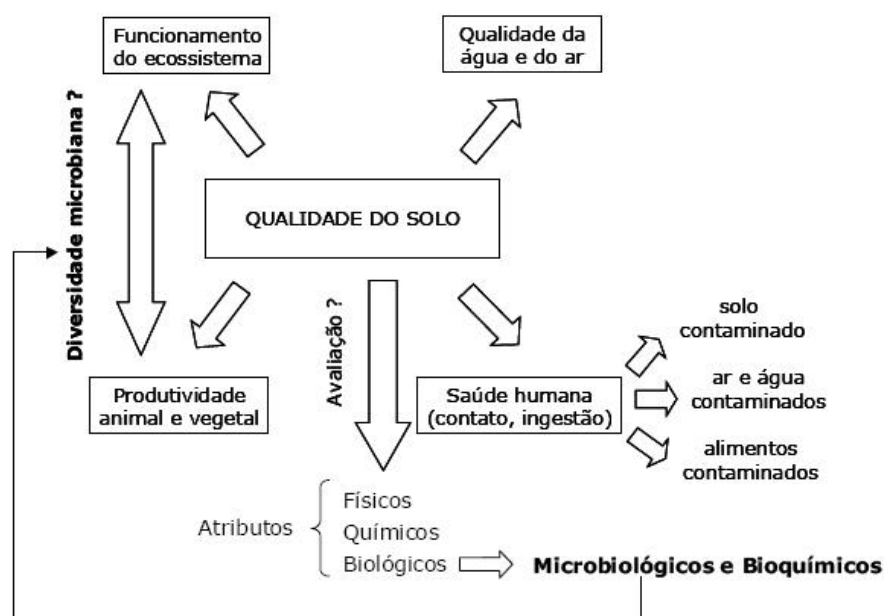 Funcionamento
do ecossistema
Qualidade da
água e do ar
Diversidade microbiana ?
QUALIDADE DO SOLO
Avaliação ?
Produtividade
animal e vegetal
Saúde humana
(contato, ingestão)
solo
contaminado
ar e água
contaminados
alimentos
contaminados
Atributos
Físicos
Químicos
Biológicos
Microbiológicos e Bioquímicos